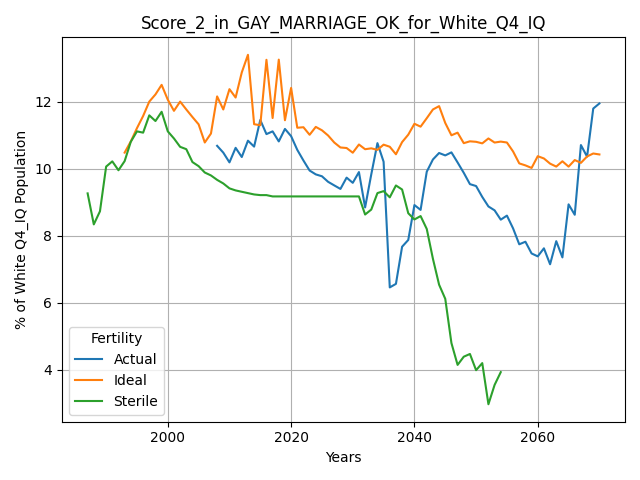 Score_2_in_GAY_MARRIAGE_OK_for_White_Q4_IQ
% of White Q4_IQ Population
12
10
8
6
4
Fertility
Actual
Ideal
Sterile
2000 2020 2040 2060
Years